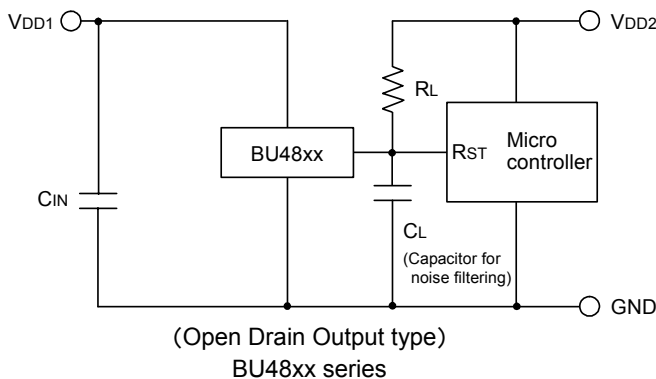 VDD1
VDD2
RL
BU48xx
RST
Micro
controller
CIN
CL
(Capacitor for
noise filtering)
GND
(Open Drain Output type)
BU48xx series